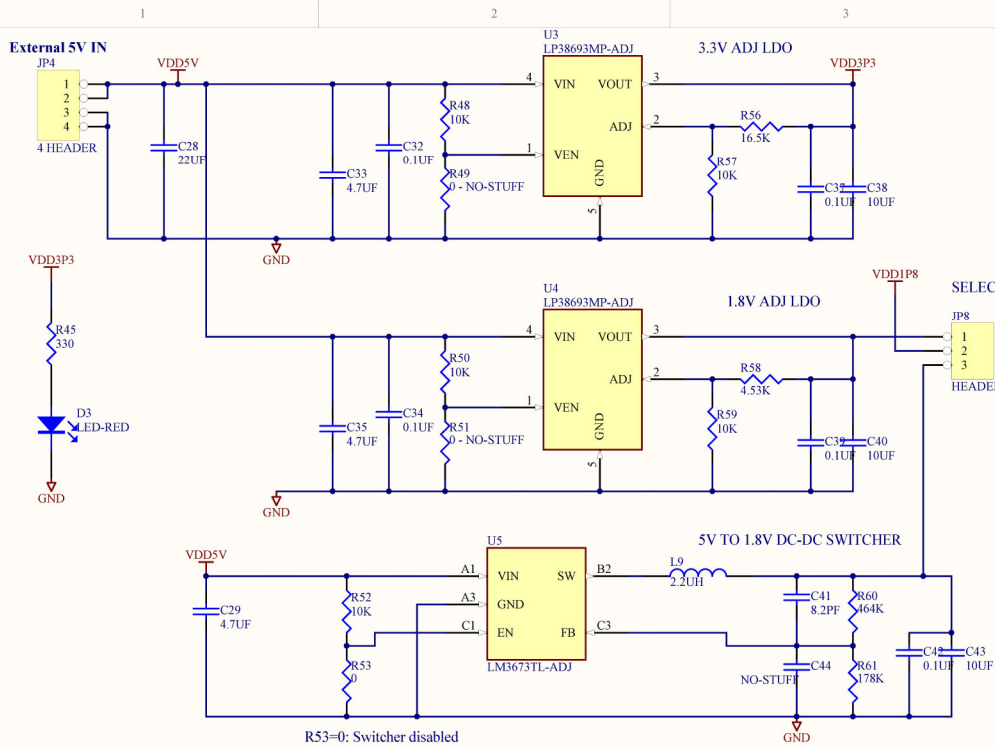 1
2
3
External 5V IN
JP4
1
2
3
4
4 HEADER
VDD5V
C28
22UF
C33
4.7UF
C32
0.1UF
R48
10K
R49
0 - NO-STUFF
U3
LP38693MP-ADJ
4
VIN
VOUT
3
ADJ
2
1
VEN
GND
5
3.3V ADJ LDO
VDD3P3
R56
16.5K
R57
10K
C37
0.1UF
C38
10UF
GND
VDD3P3
R45
330
D3
LED-RED
GND
C35
4.7UF
C34
0.1UF
R50
10K
R51
0 - NO-STUFF
U4
LP38693MP-ADJ
4
VIN
VOUT
3
ADJ
2
1
VEN
GND
5
1.8V ADJ LDO
R58
4.53K
R59
10K
C39
0.1UF
C40
10UF
GND
VDD1P8
SELEC
JP8
1
2
3
HEADE
VDD5V
C29
4.7UF
R52
10K
R53
0
U5
A1
VIN
SW
B2
A3
GND
C1
EN
FB
C3
LM3673TL-ADJ
5V TO 1.8V DC-DC SWITCHER
L9
2.2UH
C41
8.2PF
R60
464K
C44
NO-STUFF
R61
178K
C42
0.1UF
C43
10UF
GND
R53=0: Switcher disabled